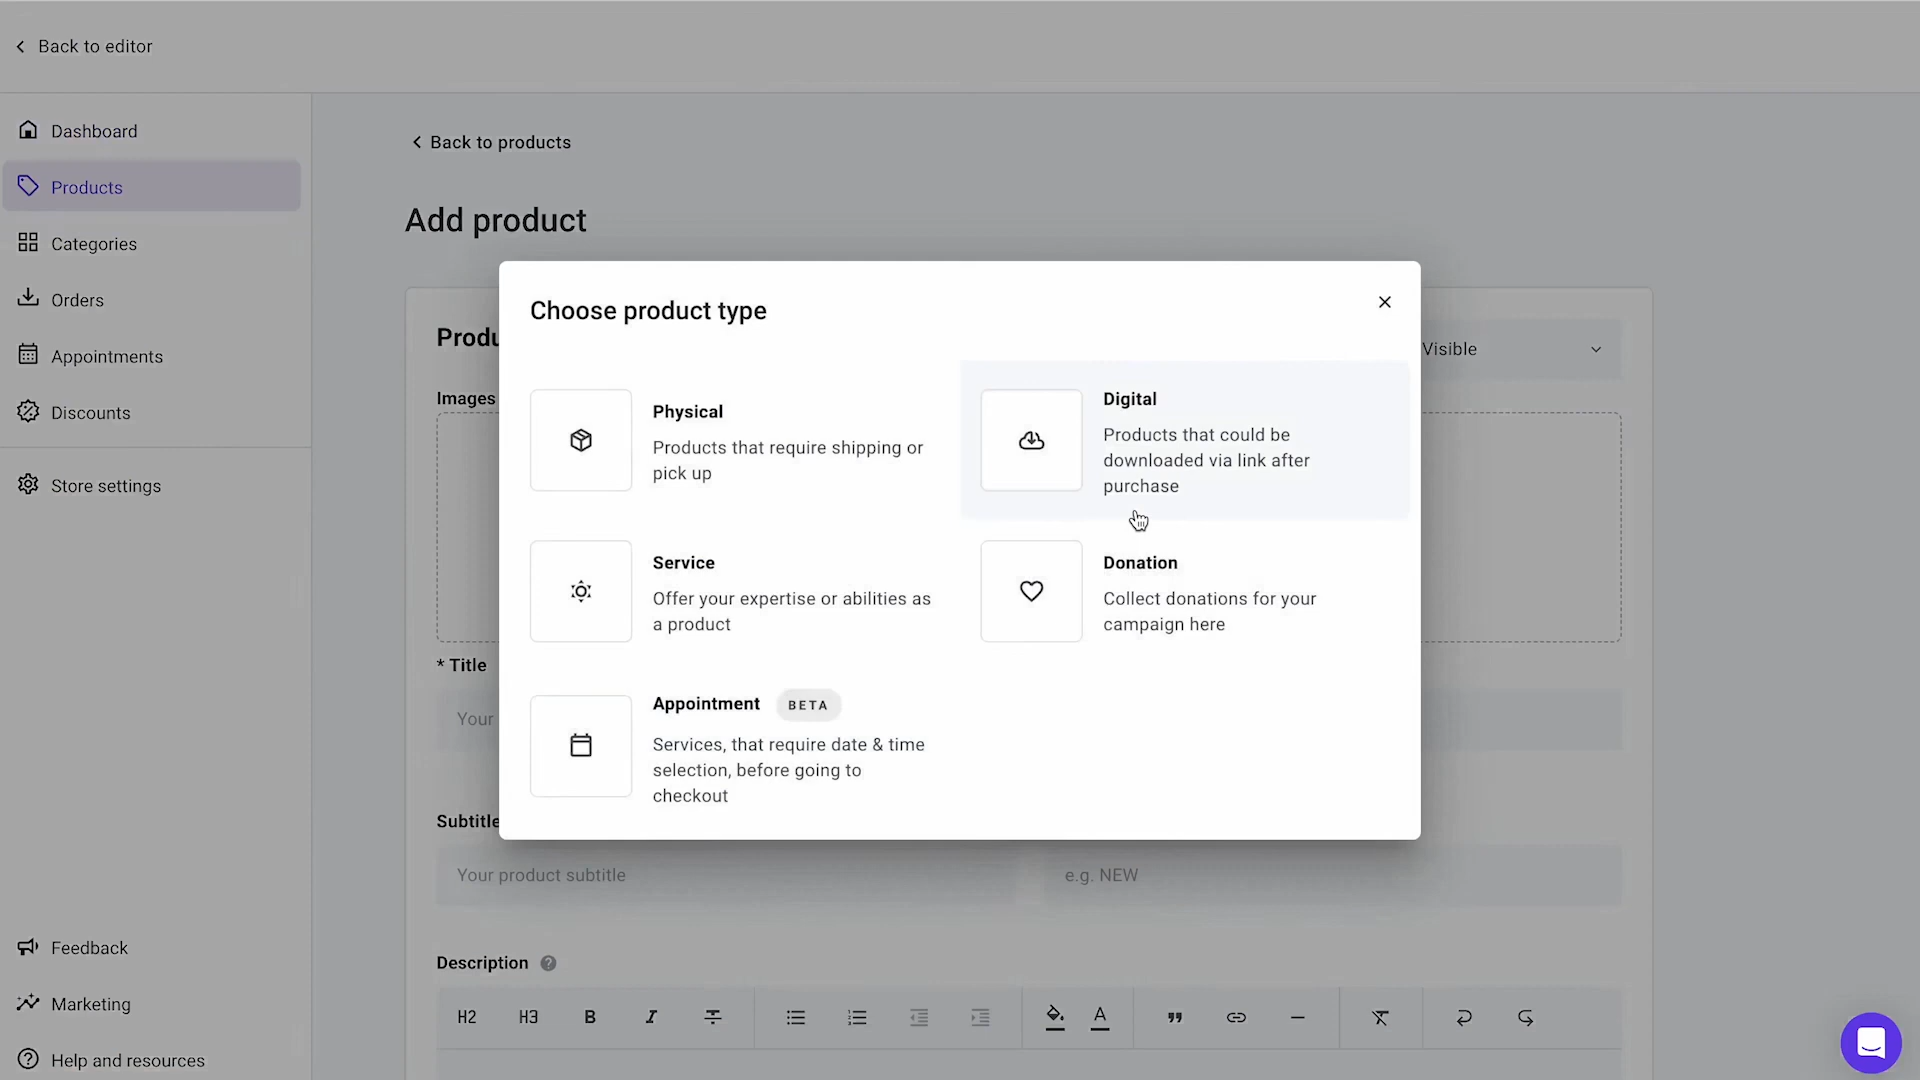 Back to editor
Dashboard
Products
Categories
Orders
Appointments
Discounts
Store settings
Feedback
Marketing
Help and resources
Back to products
Add product
Visible
Images
* Title
Your
Your product subtitle
e.g. NEW
Description
H2 H3 B I
Choose product type
Physical
Products that require shipping or
pick up
Digital
Products that could be
downloaded via link after
purchase
Service
Offer your expertise or abilities as
a product
Donation
Collect donations for your
campaign here
Appointment BETA
Services, that require date & time
selection, before going to
checkout